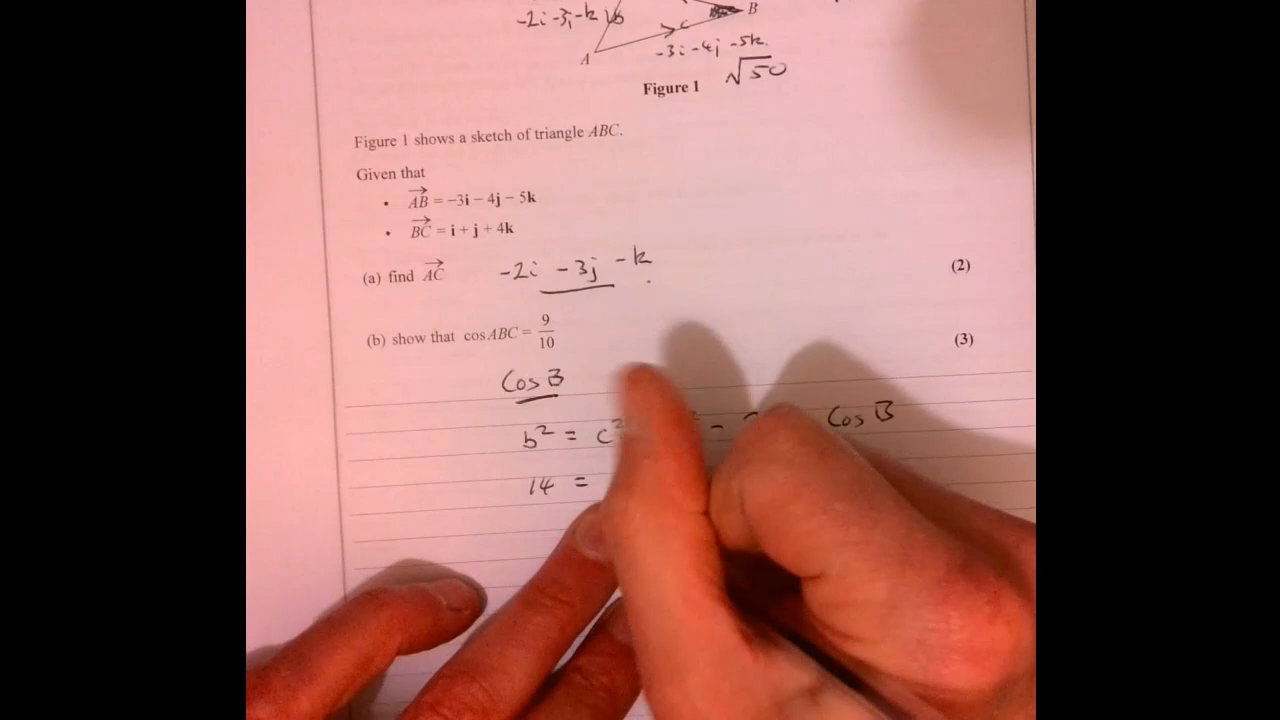 -2i -3j -k
B
A
c
-3i -4j -5k.
√50
Figure 1
Figure 1 shows a sketch of triangle ABC.
Given that
• AB = −3i − 4j − 5k
• BC = i + j + 4k
(a) find AC -2i -3j -k. (2)
(b) show that cos ABC = 9/10 (3)
Cos B
b² = c² - Cos B
14 =